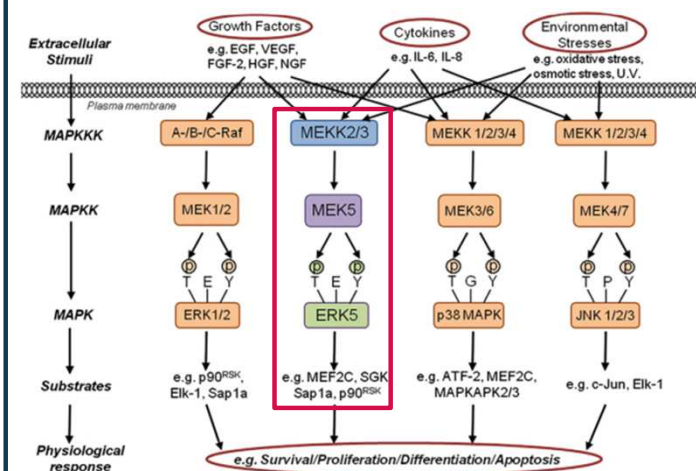 Extracellular
Stimuli
Growth Factors
e.g. EGF, VEGF,
FGF-2, HGF, NGF
Cytokines
e.g. IL-6, IL-8
Environmental
Stresses
e.g. oxidative stress,
osmotic stress, U.V.
Plasma membrane
MAPKKK
A-/B-/C-Raf
MEKK2/3
MEKK 1/2/3/4
MEKK 1/2/3/4
MAPKK
MEK1/2
MEK5
MEK3/6
MEK4/7
p p p p p p p p
T E Y T E Y T G Y T P Y
MAPK
ERK1/2
ERK5
p38 MAPK
JNK 1/2/3
Substrates
e.g. p90RSK,
Elk-1, Sap1a
e.g. MEF2C, SGK
Sap1a, p90RSK
e.g. ATF-2, MEF2C,
MAPKAPK2/3
e.g. c-Jun, Elk-1
Physiological
response
e.g. Survival/Proliferation/Differentiation/Apoptosis